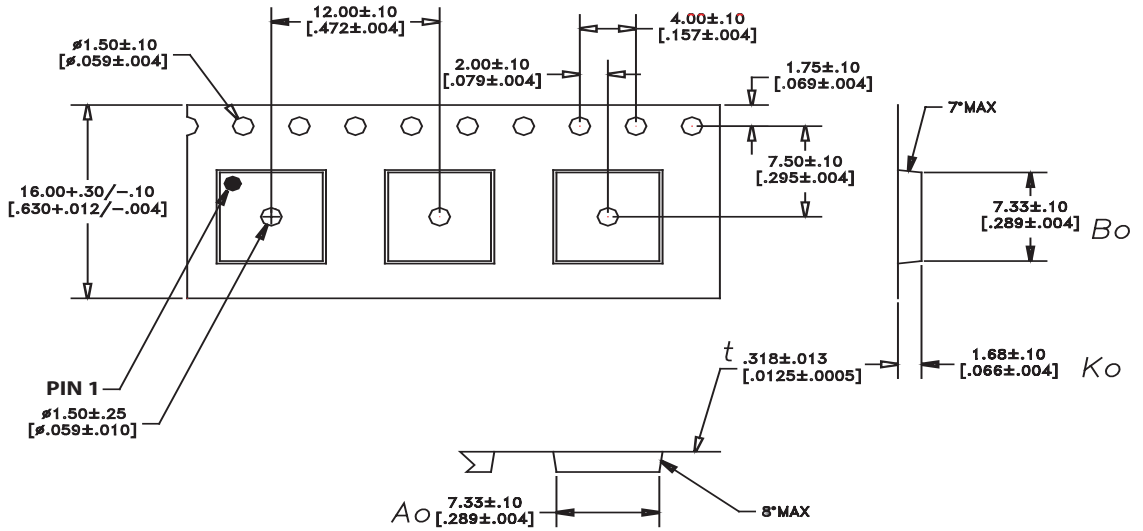 12.00±.10
[.472±.004]
4.00±.10
[.157±.004]
ø1.50±.10
[ø.059±.004]
2.00±.10
[.079±.004]
1.75±.10
[.069±.004]
7°MAX
7.50±.10
[.295±.004]
16.00+.30/-.10
[.630+.012/-.004]
7.33±.10
[.289±.004]
Bo
t
.318±.013
[.0125±.0005]
1.68±.10
[.066±.004]
Ko
PIN 1
ø1.50±.25
[ø.059±.010]
Ao
7.33±.10
[.289±.004]
8°MAX